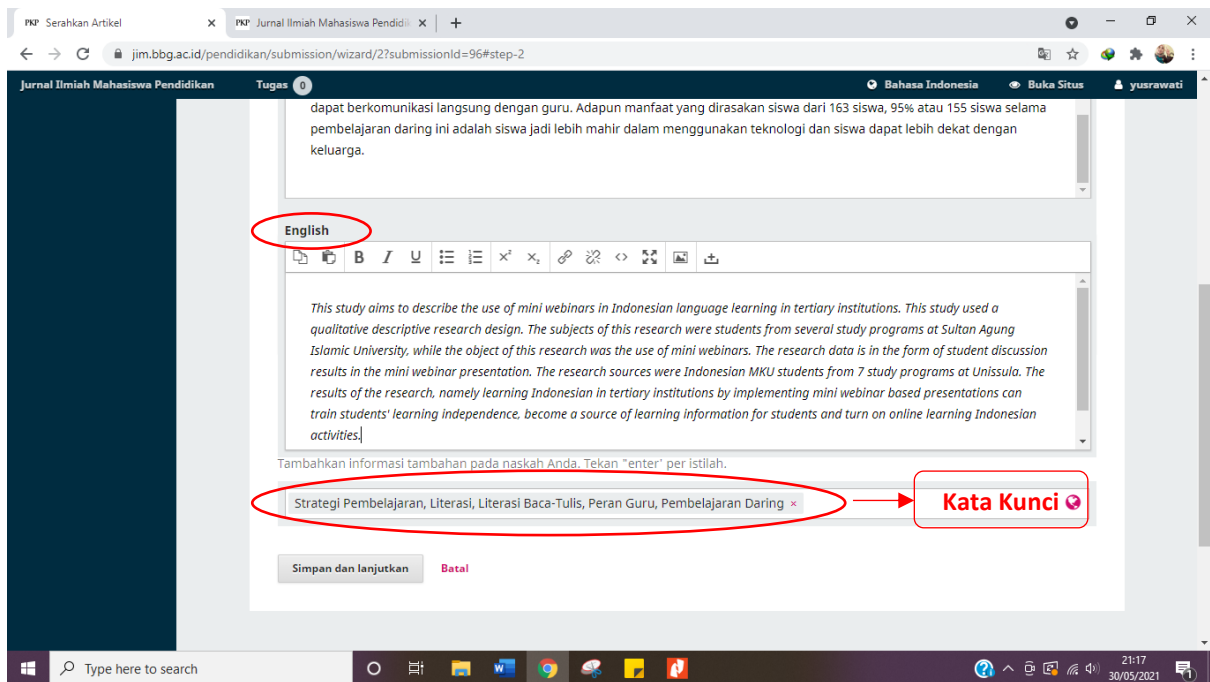 PKP Serahkan Artikel
PKP Jurnal Ilmiah Mahasiswa Pendidi
jim.bbg.ac.id/pendidikan/submission/wizard/2?submissionId=96#step-2
Jurnal Ilmiah Mahasiswa Pendidikan Tugas 0 Bahasa Indonesia Buka Situs yusrawati
dapat berkomunikasi langsung dengan guru. Adapun manfaat yang dirasakan siswa dari 163 siswa, 95% atau 155 siswa selama
pembelajaran daring ini adalah siswa jadi lebih mahir dalam menggunakan teknologi dan siswa dapat lebih dekat dengan
keluarga.
English
B I U x² x₂
This study aims to describe the use of mini webinars in Indonesian language learning in tertiary institutions. This study used a
qualitative descriptive research design. The subjects of this research were students from several study programs at Sultan Agung
Islamic University, while the object of this research was the use of mini webinars. The research data is in the form of student discussion
results in the mini webinar presentation. The research sources were Indonesian MKU students from 7 study programs at Unissula. The
results of the research, namely learning Indonesian in tertiary institutions by implementing mini webinar based presentations can
train students' learning independence, become a source of learning information for students and turn on online learning Indonesian
activities.
Tambahkan informasi tambahan pada naskah Anda. Tekan "enter' per istilah.
Strategi Pembelajaran, Literasi, Literasi Baca-Tulis, Peran Guru, Pembelajaran Daring ×
Kata Kunci
Simpan dan lanjutkan Batal
Type here to search
21:17
30/05/2021
1